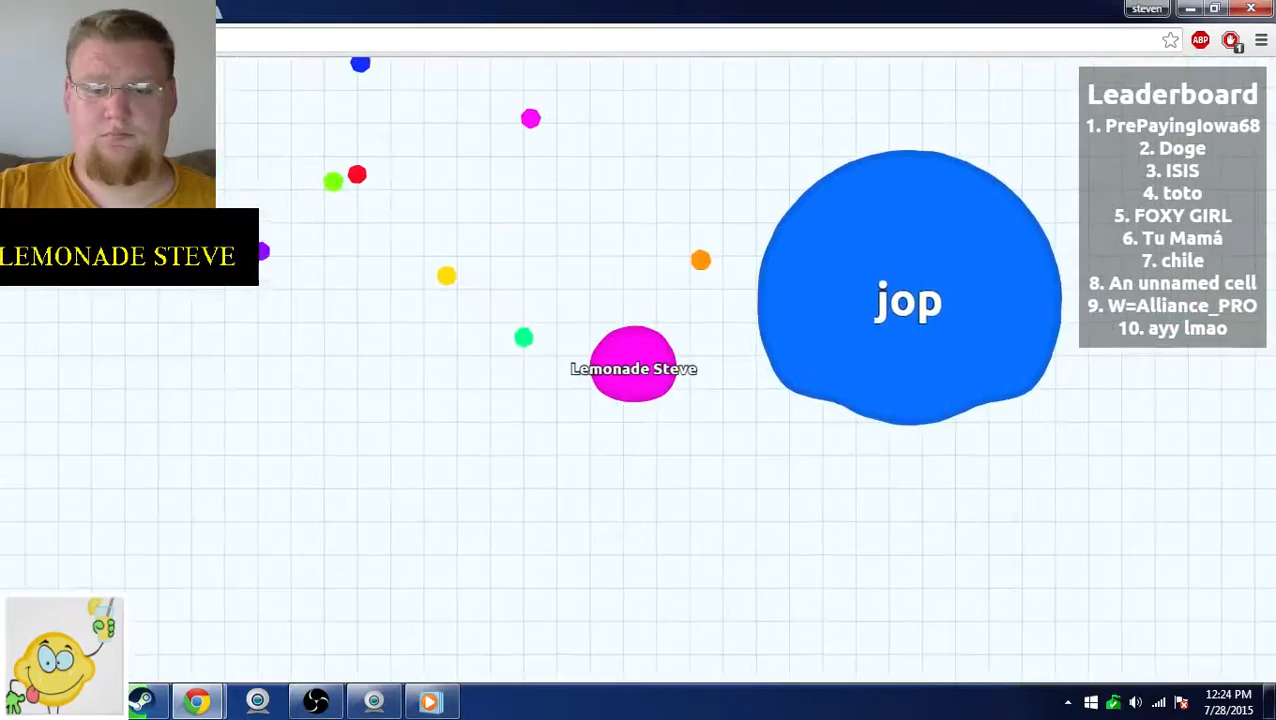 steven
ABP
1
Leaderboard
1. PrePayingIowa68
2. Doge
3. ISIS
4. toto
5. FOXY GIRL
6. Tu Mamá
7. chile
8. An unnamed cell
9. W=Alliance_PRO
10. ayy lmao
LEMONADE STEVE
jop
Lemonade Steve
12:24 PM
7/28/2015